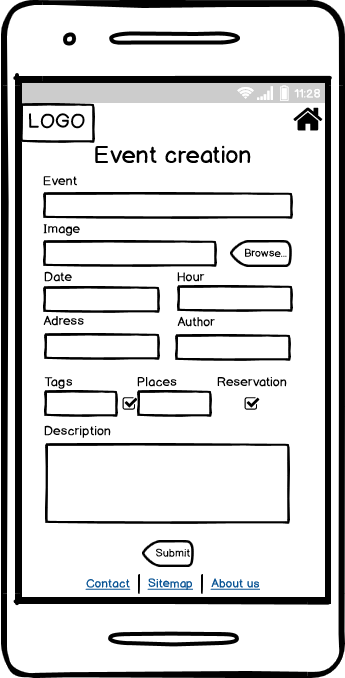 11:28
LOGO
Event creation
Event
Image
Browse...
Date Hour
Adress Author
Tags Places Reservation
Description
Submit
Contact Sitemap About us